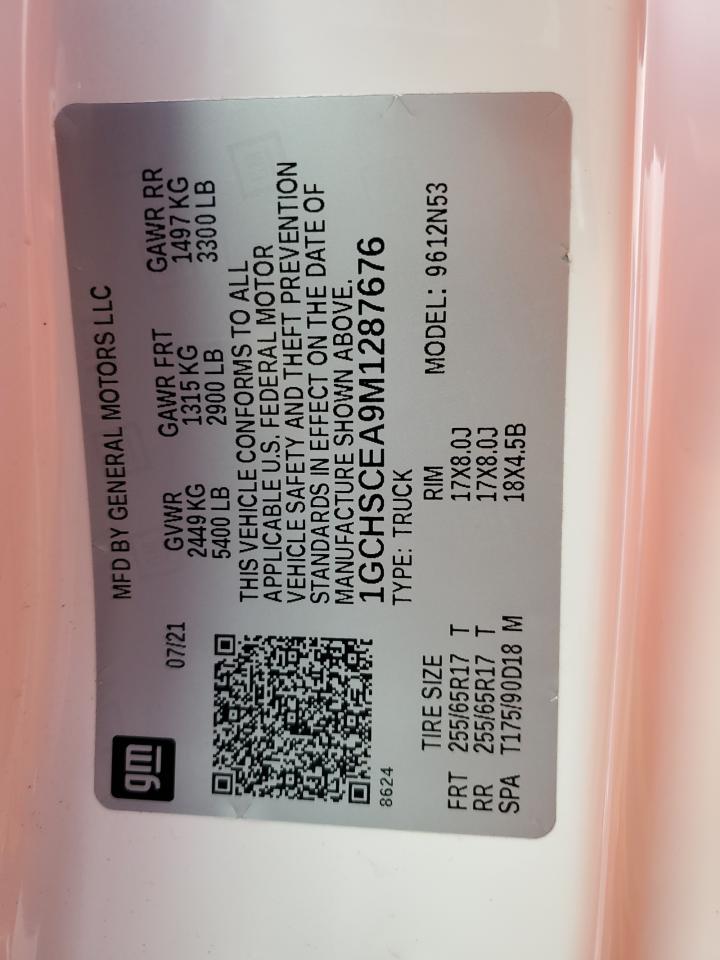 gm
MFD BY GENERAL MOTORS LLC
07/21
GVWR GAWR FRT GAWR RR
2449 KG 1315 KG 1497 KG
5400 LB 2900 LB 3300 LB
THIS VEHICLE CONFORMS TO ALL
APPLICABLE U.S. FEDERAL MOTOR
VEHICLE SAFETY AND THEFT PREVENTION
STANDARDS IN EFFECT ON THE DATE OF
MANUFACTURE SHOWN ABOVE.
1GCHSCEA9M1287676
8624
TYPE: TRUCK
TIRE SIZE RIM MODEL: 9612N53
FRT 255/65R17 T 17X8.0J
RR 255/65R17 T 17X8.0J
SPA T175/90D18 M 18X4.5B